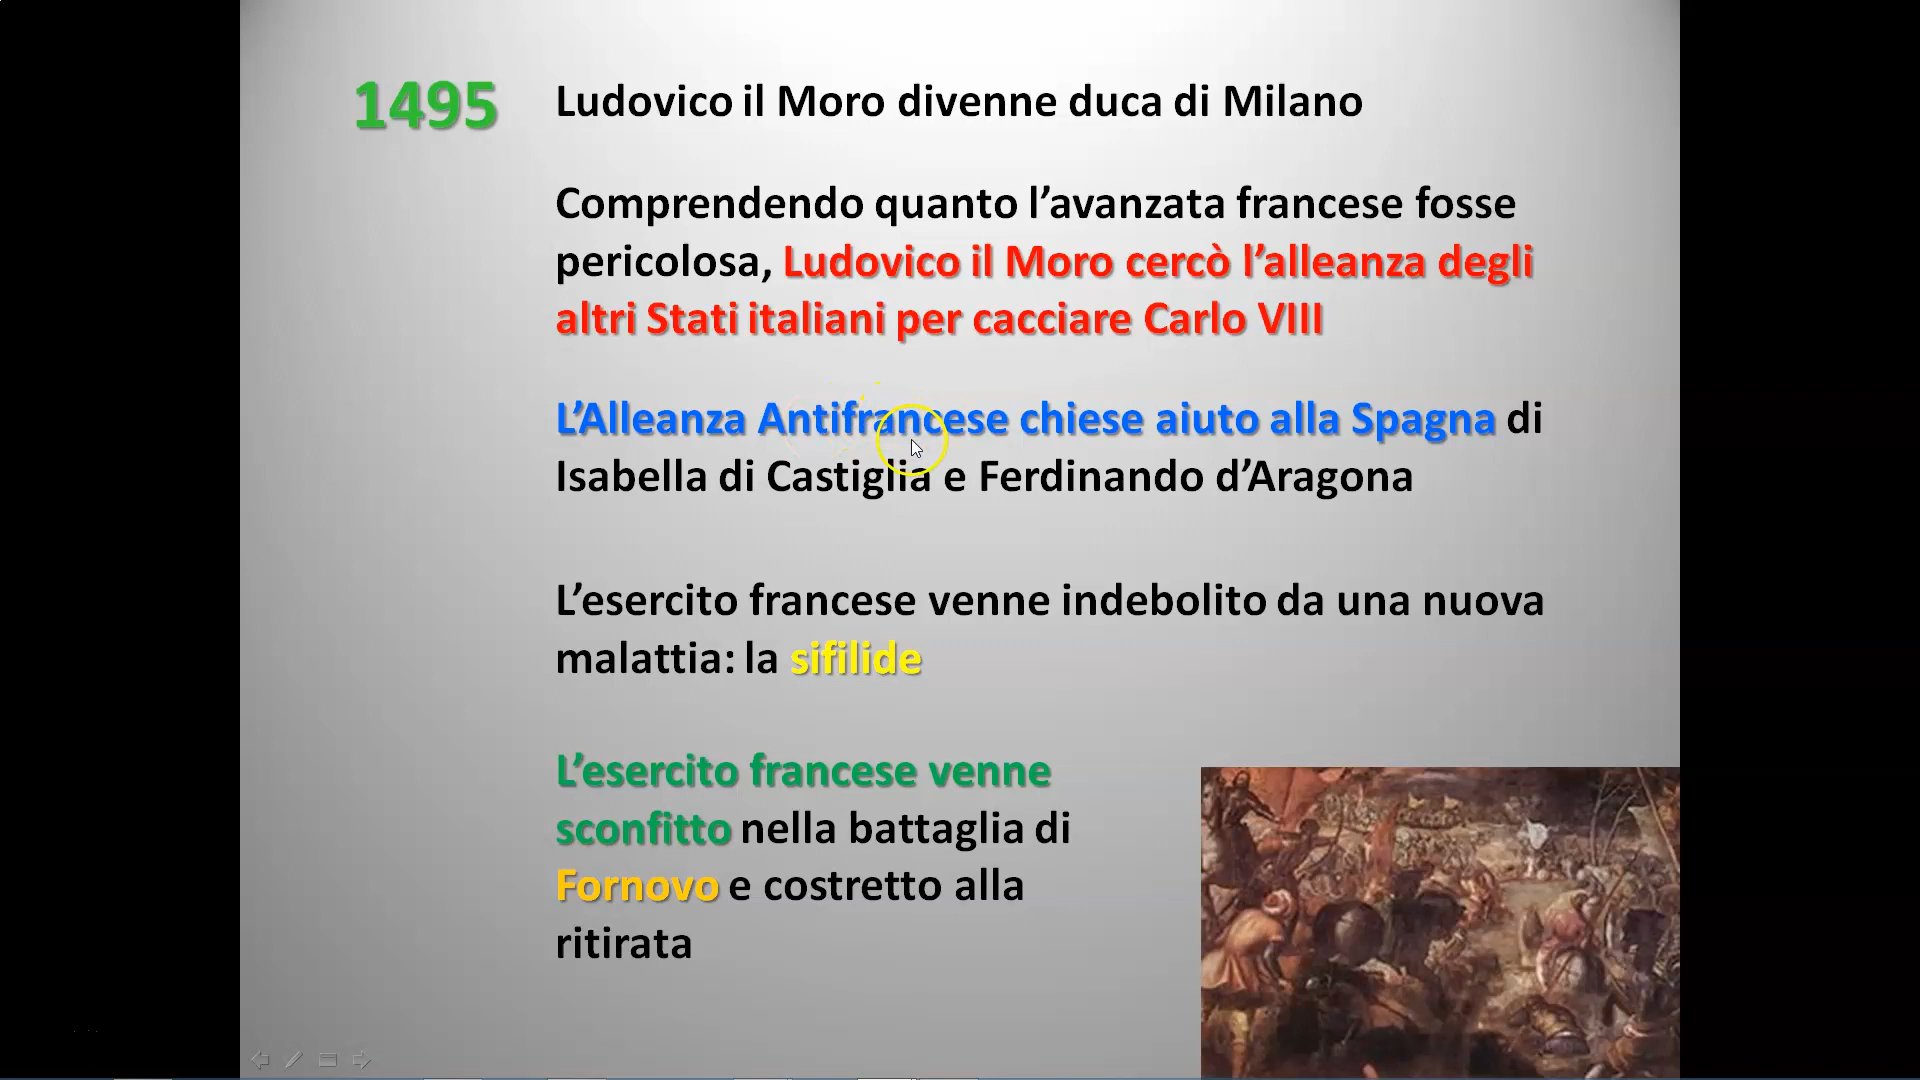 1495
Ludovico il Moro divenne duca di Milano
Comprendendo quanto l’avanzata francese fosse
pericolosa, Ludovico il Moro cercò l’alleanza degli
altri Stati italiani per cacciare Carlo VIII
L’Alleanza Antifrancese chiese aiuto alla Spagna di
Isabella di Castiglia e Ferdinando d’Aragona
L’esercito francese venne indebolito da una nuova
malattia: la sifilide
L’esercito francese venne
sconfitto nella battaglia di
Fornovo e costretto alla
ritirata